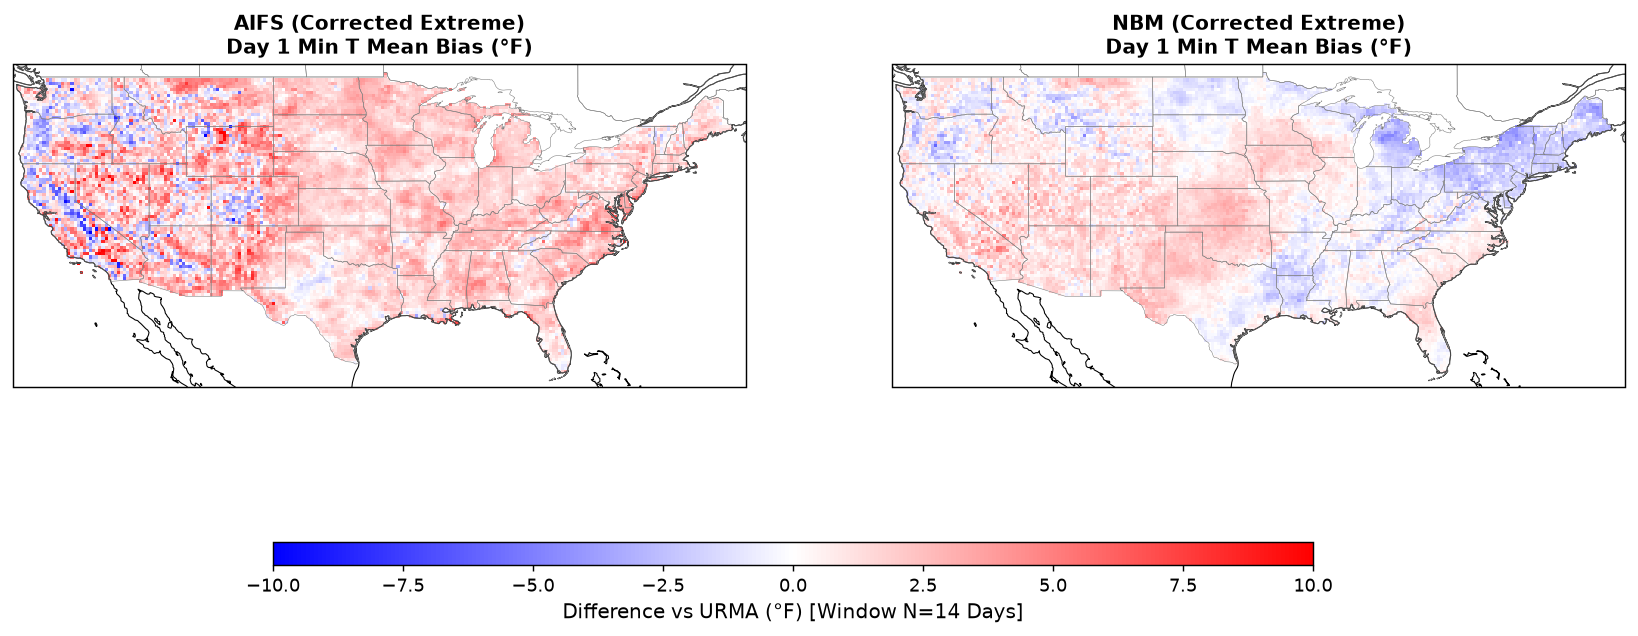 AIFS (Corrected Extreme)
Day 1 Min T Mean Bias (°F)
NBM (Corrected Extreme)
Day 1 Min T Mean Bias (°F)
−10.0 −7.5 −5.0 −2.5 0.0 2.5 5.0 7.5 10.0
Difference vs URMA (°F) [Window N=14 Days]